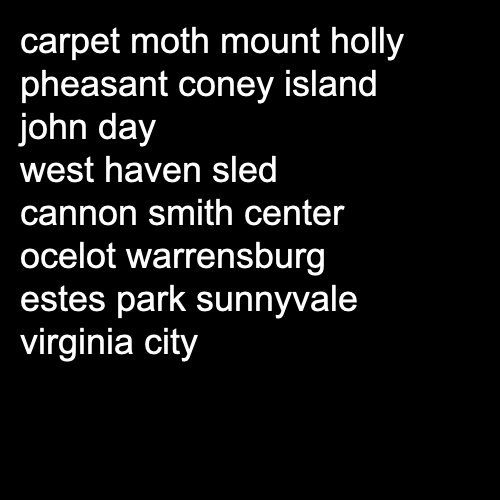 carpet moth mount holly
pheasant coney island
john day
west haven sled
cannon smith center
ocelot warrensburg
estes park sunnyvale
virginia city